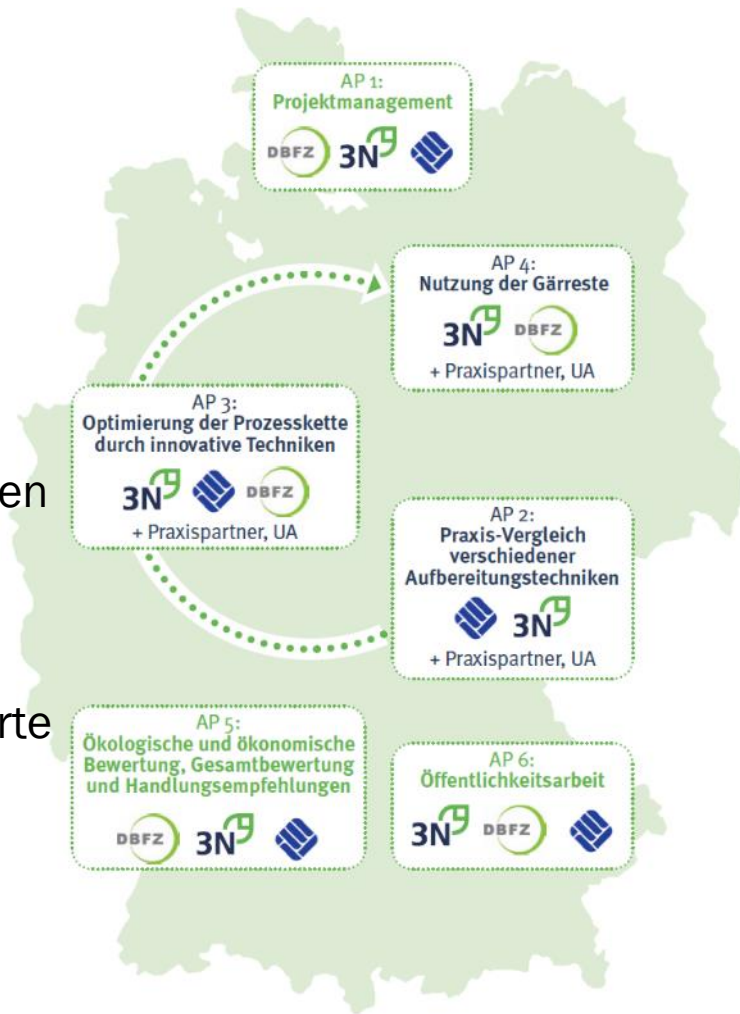 AP 1:
Projektmanagement
DBFZ 3N
AP 4:
Nutzung der Gärreste
3N DBFZ
+ Praxispartner, UA
AP 3:
Optimierung der Prozesskette
durch innovative Techniken
3N DBFZ
+ Praxispartner, UA
en
AP 2:
Praxis-Vergleich
verschiedener
Aufbereitungstechniken
3N
+ Praxispartner, UA
rte
AP 5:
Ökologische und ökonomische
Bewertung, Gesamtbewertung
und Handlungsempfehlungen
DBFZ 3N
AP 6:
Öffentlichkeitsarbeit
3N DBFZ